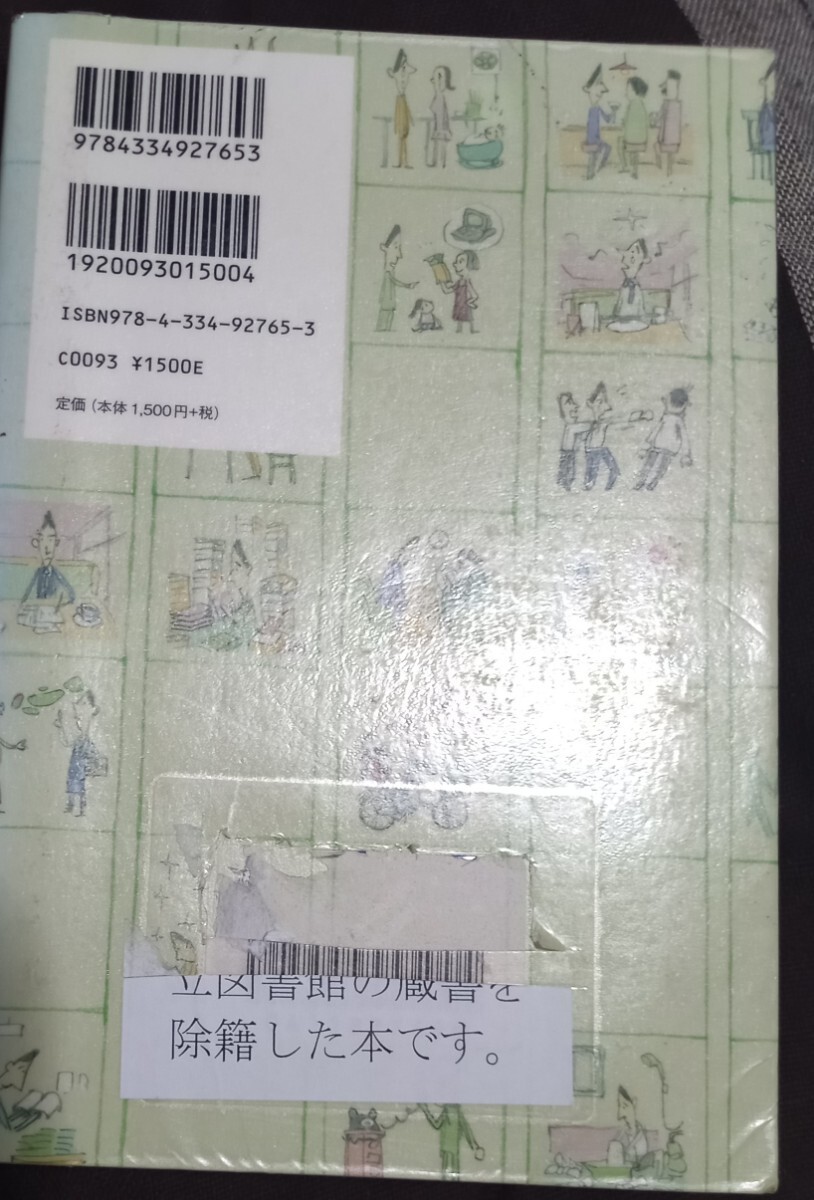 9784334927653
1920093015004
ISBN978-4-334-92765-3
C0093 ¥1500E
定価(本体1,500円+税)
立図書館の蔵書を
除籍した本です。